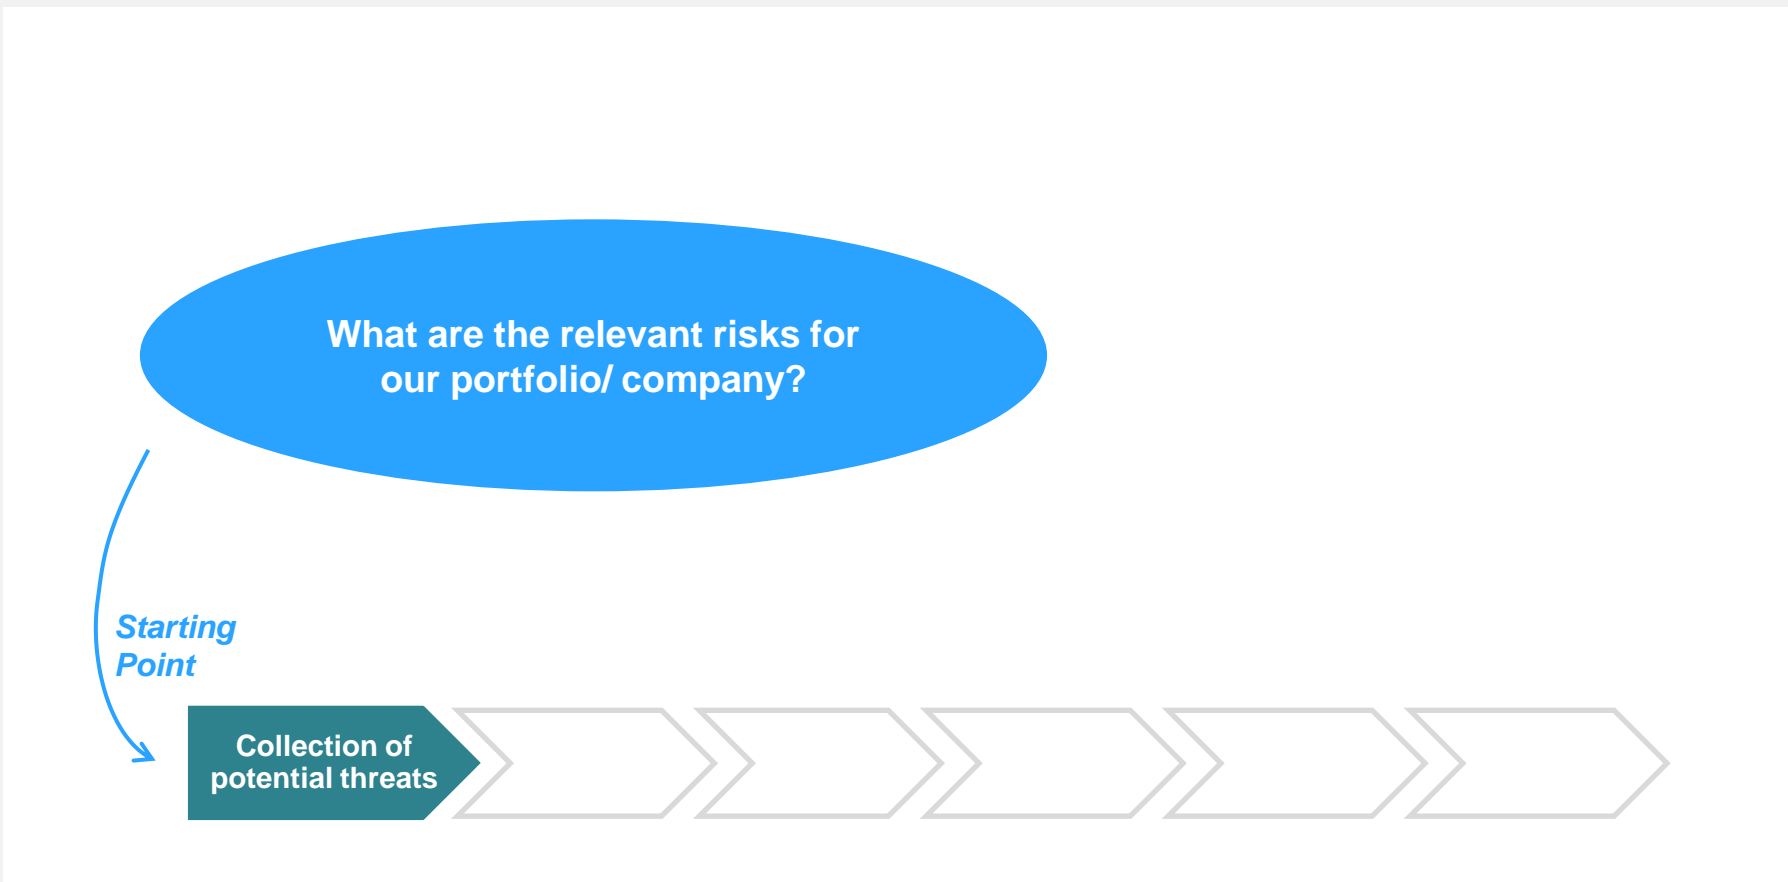 What are the relevant risks for
our portfolio/ company?
Starting
Point
Collection of
potential threats